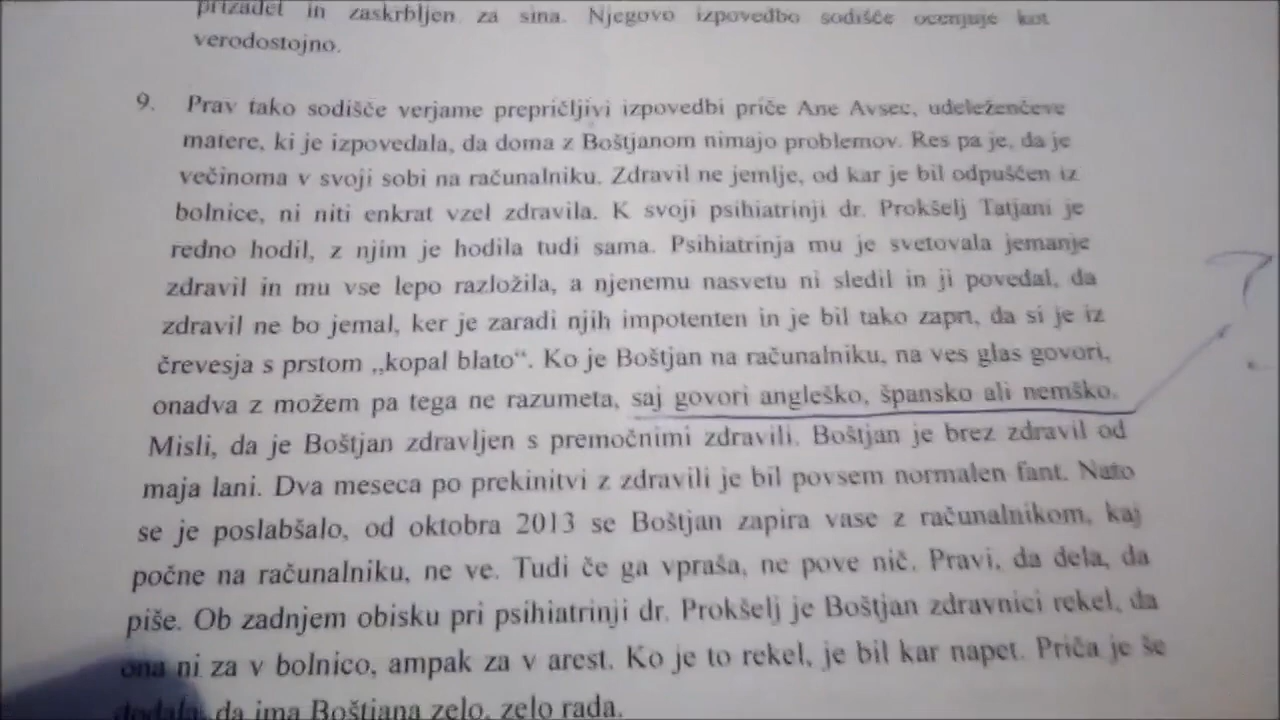 prizadet in zaskrbljen za sina. Njegovo izpovedbo sodišče ocenjuje kot
verodostojno.
9. Prav tako sodišče verjame prepričljivi izpovedbi priče Ane Avsec, udeleženčeve
matere, ki je izpovedala, da doma z Boštjanom nimajo problemov. Res pa je, da je
večinoma v svoji sobi na računalniku. Zdravil ne jemlje, od kar je bil odpuščen iz
bolnice, ni niti enkrat vzel zdravila. K svoji psihiatrinji dr. Prokšelj Tatjani je
redno hodil, z njim je hodila tudi sama. Psihiatrinja mu je svetovala jemanje
zdravil in mu vse lepo razložila, a njenemu nasvetu ni sledil in ji povedal, da
zdravil ne bo jemal, ker je zaradi njih impotenten in je bil tako zaprt, da si je iz
črevesja s prstom „kopal blato“. Ko je Boštjan na računalniku, na ves glas govori,
onadva z možem pa tega ne razumeta, saj govori angleško, špansko ali nemško.
Misli, da je Boštjan zdravljen s premočnimi zdravili. Boštjan je brez zdravil od
maja lani. Dva meseca po prekinitvi z zdravili je bil povsem normalen fant. Nato
se je poslabšalo, od oktobra 2013 se Boštjan zapira vase z računalnikom, kaj
počne na računalniku, ne ve. Tudi če ga vpraša, ne pove nič. Pravi, da dela, da
piše. Ob zadnjem obisku pri psihiatrinji dr. Prokšelj je Boštjan zdravnici rekel, da
ona ni za v bolnico, ampak za v arest. Ko je to rekel, je bil kar napet. Priča je še
dodala, da ima Boštjana zelo, zelo rada.